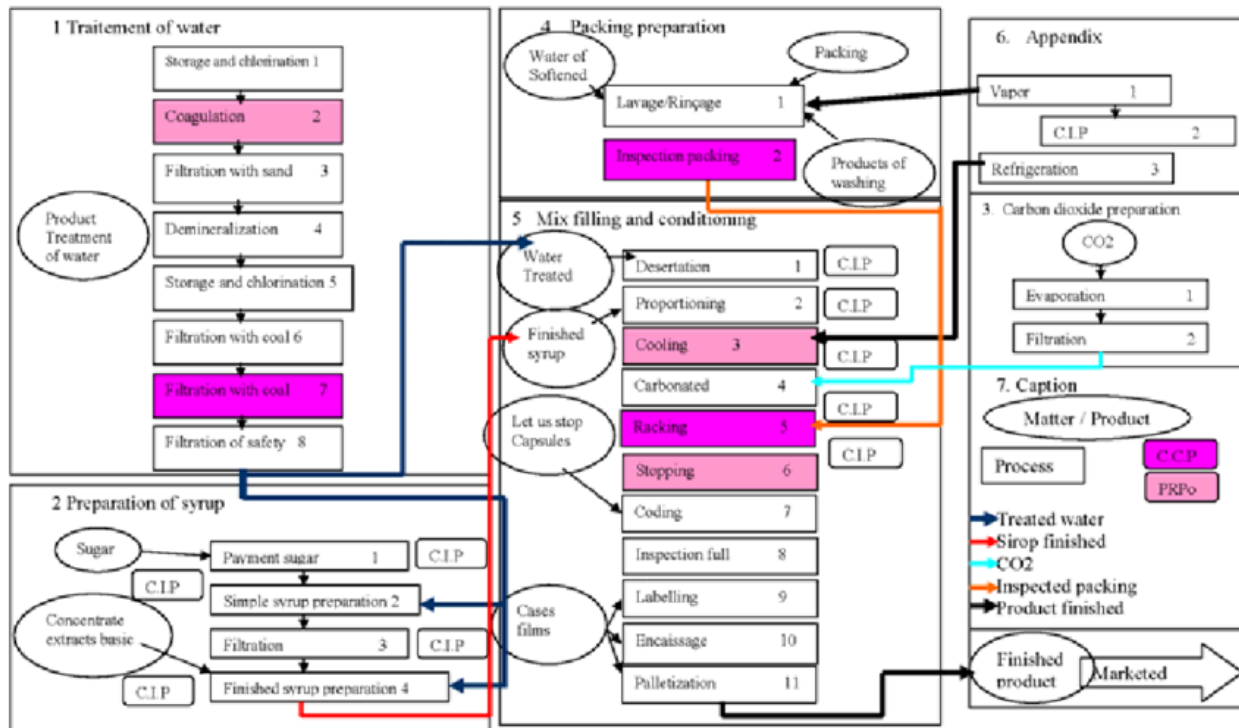 1 Traitement of water
Storage and chlorination 1
Coagulation 2
Filtration with sand 3
Product
Treatment
of water
Demineralization 4
Storage and chlorination 5
Filtration with coal 6
Filtration with coal 7
Filtration of safety 8
2 Preparation of syrup
Sugar
Payment sugar 1
C.I.P
C.I.P
Simple syrup preparation 2
Concentrate
extracts basic
Filtration 3
C.I.P
C.I.P
Finished syrup preparation 4
4 Packing preparation
Water of
Softened
Packing
Lavage/Rinçage 1
Inspection packing 2
Products of
washing
5 Mix filling and conditioning
Water
Treated
Desertation 1
C.I.P
Proportioning 2
C.I.P
Finished
syrup
Cooling 3
C.I.P
Carbonated 4
C.I.P
Let us stop
Capsules
Racking 5
C.I.P
Stopping 6
Coding 7
Inspection full 8
Cases
films
Labelling 9
Encaissage 10
Palletization 11
6. Appendix
Vapor 1
C.I.P 2
Refrigeration 3
3. Carbon dioxide preparation
CO2
Evaporation 1
Filtration 2
7. Caption
Matter / Product
Process
C.C.P
PRPo
Treated water
Sirop finished
CO2
Inspected packing
Product finished
Finished
product
Marketed